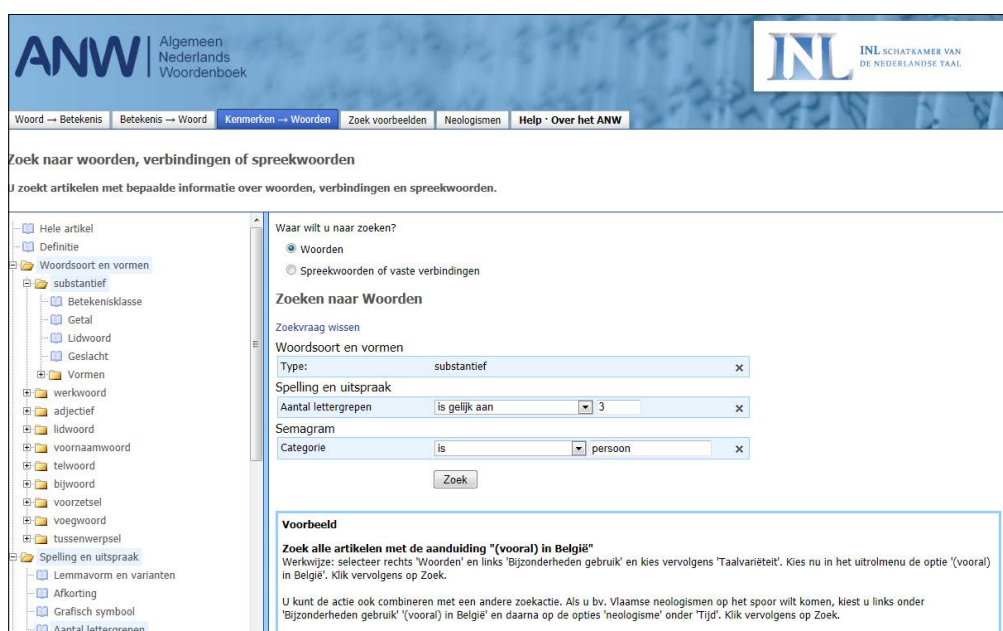 ANW
Algemeen
Nederlands
Woordenboek
INL
INL SCHATKAMER VAN
DE NEDERLANDSE TAAL
Woord → Betekenis Betekenis → Woord Kenmerken → Woorden Zoek voorbeelden Neologismen Help · Over het ANW
Zoek naar woorden, verbindingen of spreekwoorden
U zoekt artikelen met bepaalde informatie over woorden, verbindingen en spreekwoorden.
Hele artikel
Definitie
Woordsoort en vormen
substantief
Betekenisklasse
Getal
Lidwoord
Geslacht
Vormen
werkwoord
adjectief
lidwoord
voornaamwoord
telwoord
bijwoord
voorzetsel
voegwoord
tussenwerpsel
Spelling en uitspraak
Lemmavorm en varianten
Afkorting
Grafisch symbool
Aantal lettergrepen
Waar wilt u naar zoeken?
Woorden
Spreekwoorden of vaste verbindingen
Zoeken naar Woorden
Zoekvraag wissen
Woordsoort en vormen
Type: substantief x
Spelling en uitspraak
Aantal lettergrepen is gelijk aan 3 x
Semagram
Categorie is persoon x
Zoek
Voorbeeld
Zoek alle artikelen met de aanduiding "(vooral) in België"
Werkwijze: selecteer rechts 'Woorden' en links 'Bijzonderheden gebruik' en kies vervolgens 'Taalvariëteit'. Kies nu in het uitrolmenu de optie '(vooral)
in België'. Klik vervolgens op Zoek.
U kunt de actie ook combineren met een andere zoekactie. Als u bv. Vlaamse neologismen op het spoor wilt komen, kiest u links onder
'Bijzonderheden gebruik' '(vooral) in België' en daarna op de opties 'neologisme' onder 'Tijd'. Klik vervolgens op Zoek.